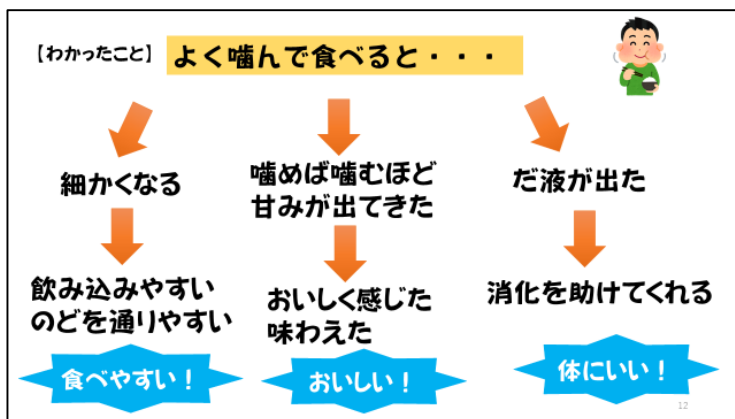 【わかったこと】
よく噛んで食べると・・・
細かくなる
飲み込みやすい
のどを通りやすい
食べやすい！
噛めば噛むほど
甘みが出てきた
おいしく感じた
味わえた
おいしい！
だ液が出た
消化を助けてくれる
体にいい！
12